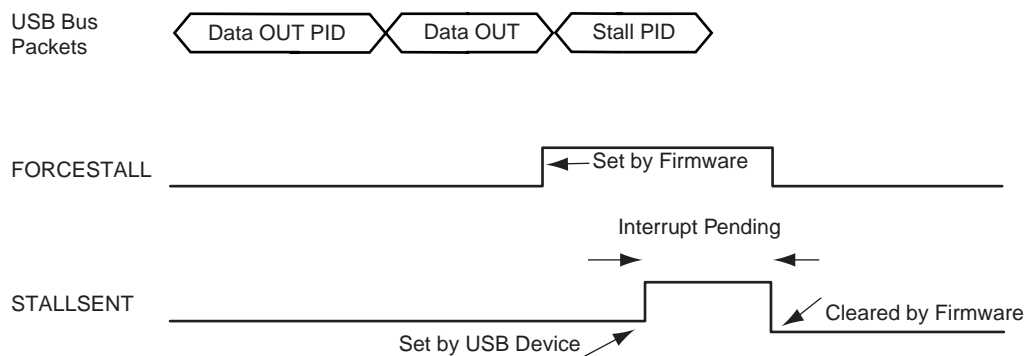 USB Bus
Packets
Data OUT PID
Data OUT
Stall PID
FORCESTALL
Set by Firmware
Interrupt Pending
STALLSENT
Cleared by Firmware
Set by USB Device